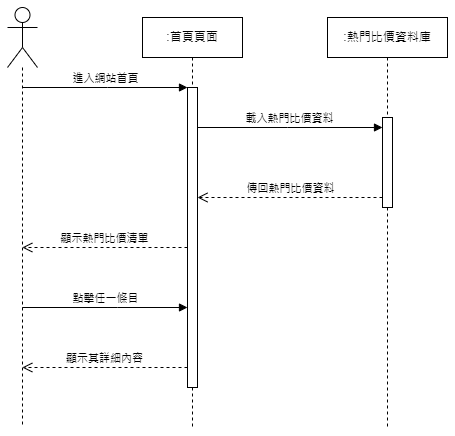 :首頁頁面
:熱門比價資料庫
進入網站首頁
載入熱門比價資料
傳回熱門比價資料
顯示熱門比價清單
點擊任一條目
顯示其詳細內容